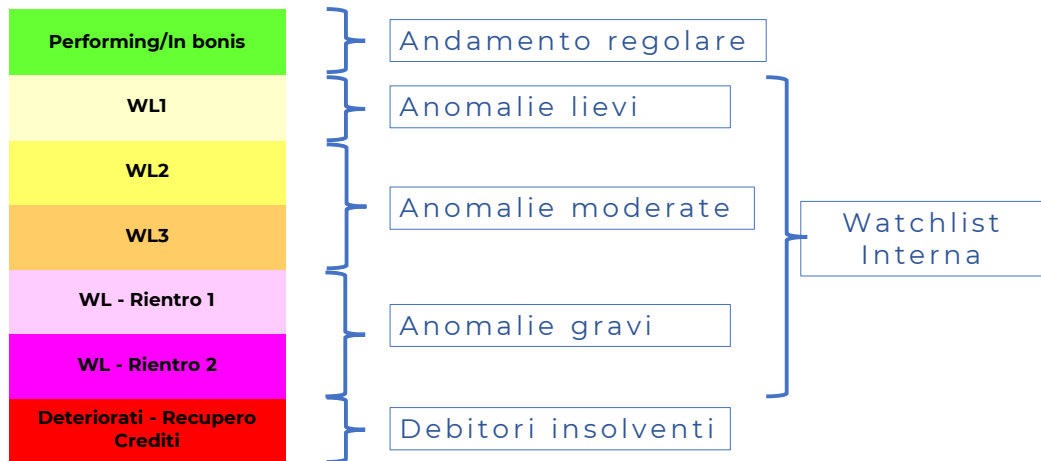 Performing/In bonis
Andamento regolare
WL1
Anomalie lievi
WL2
Anomalie moderate
WL3
Watchlist
Interna
WL - Rientro 1
Anomalie gravi
WL - Rientro 2
Deteriorati - Recupero
Crediti
Debitori insolventi